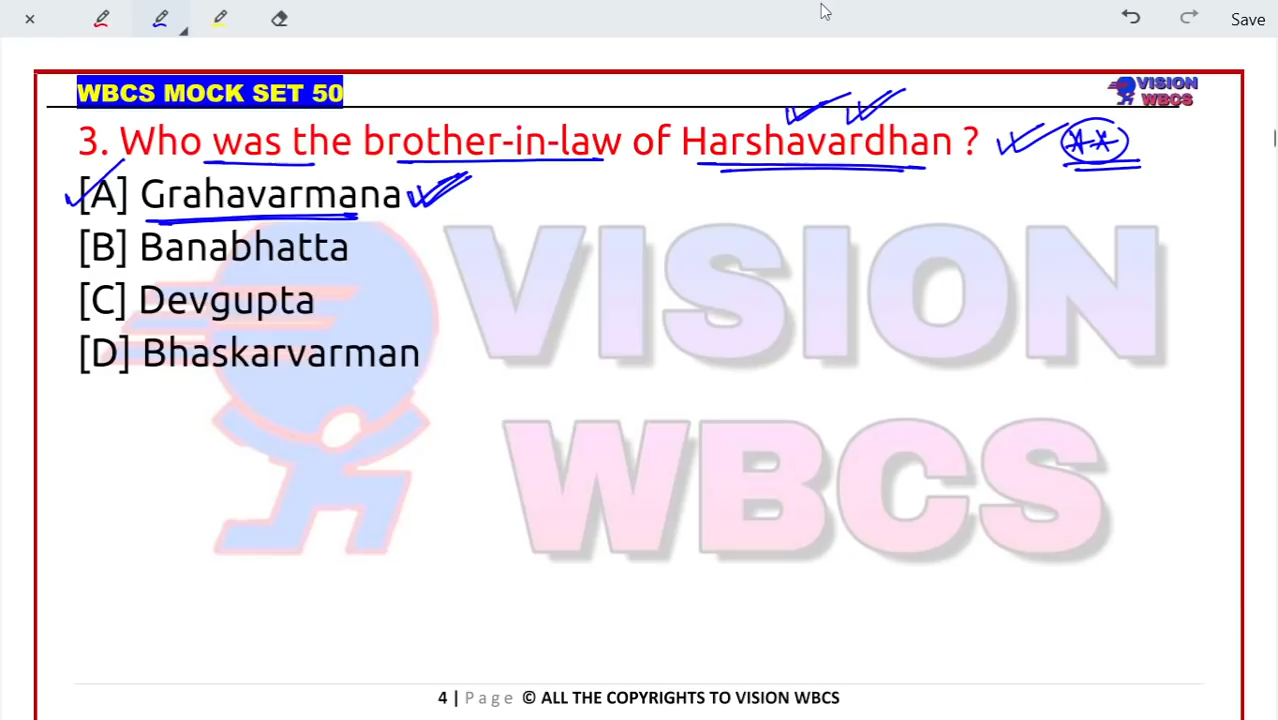 Save
WBCS MOCK SET 50
VISION
WBCS
3. Who was the brother-in-law of Harshavardhan ?
[A] Grahavarmana
[B] Banabhatta
[C] Devgupta
[D] Bhaskarvarman
VISION
WBCS
4 | Page © ALL THE COPYRIGHTS TO VISION WBCS